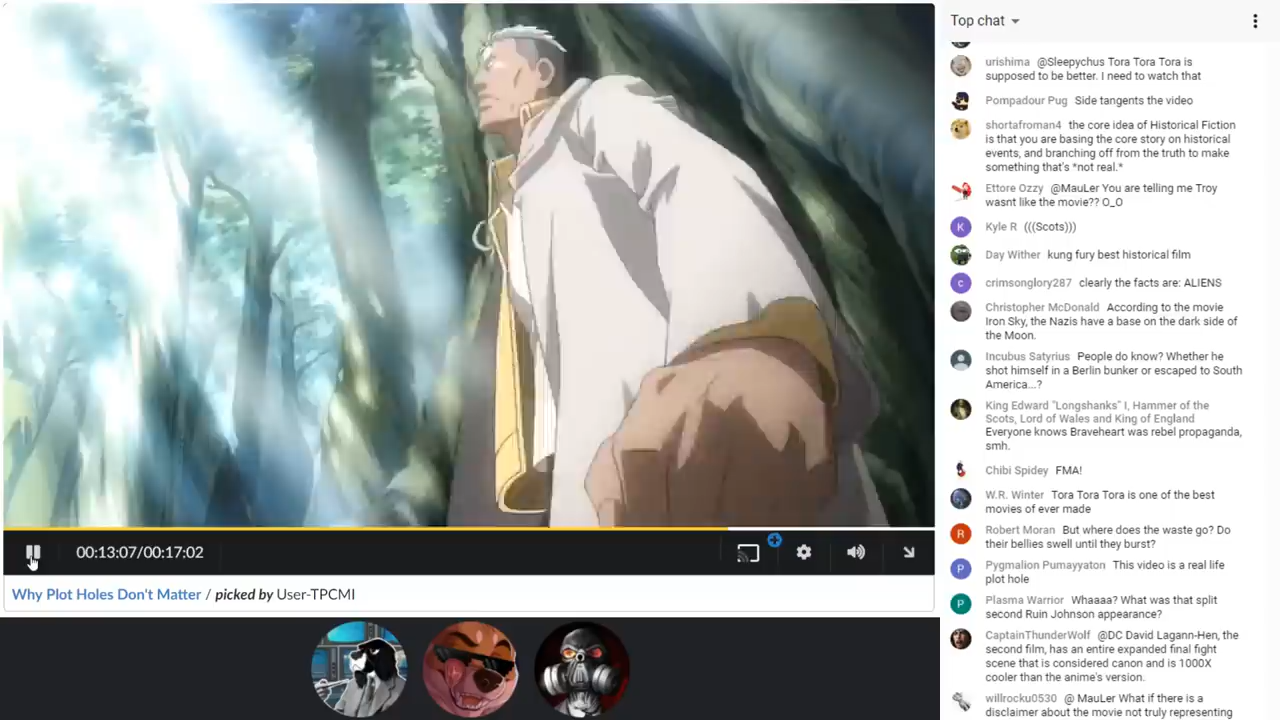 Top chat
urishima @Sleepychus Tora Tora Tora is
supposed to be better. I need to watch that
Pompadour Pug Side tangents the video
shortafroman4 the core idea of Historical Fiction
is that you are basing the core story on historical
events, and branching off from the truth to make
something that's *not real.*
Ettore Ozzy @MauLer You are telling me Troy
wasnt like the movie?? O_O
K
Kyle R (((Scots)))
Day Wither kung fury best historical film
c
crimsonglory287 clearly the facts are: ALIENS
Christopher McDonald According to the movie
Iron Sky, the Nazis have a base on the dark side of
the Moon.
Incubus Satyrius People do know? Whether he
shot himself in a Berlin bunker or escaped to South
America...?
King Edward "Longshanks" I, Hammer of the
Scots, Lord of Wales and King of England
Everyone knows Braveheart was rebel propaganda,
smh.
Chibi Spidey FMA!
W.R. Winter Tora Tora Tora is one of the best
movies of ever made
R
Robert Moran But where does the waste go? Do
their bellies swell until they burst?
P
Pygmalion Pumayyaton This video is a real life
plot hole
P
Plasma Warrior Whaaaa? What was that split
second Ruin Johnson appearance?
CaptainThunderWolf @DC David Lagann-Hen, the
second film, has an entire expanded final fight
scene that is considered canon and is 1000X
cooler than the anime's version.
willrocku0530 @ MauLer What if there is a
disclaimer about the movie not truly representing
00:13:07/00:17:02
Why Plot Holes Don't Matter / picked by User-TPCMI